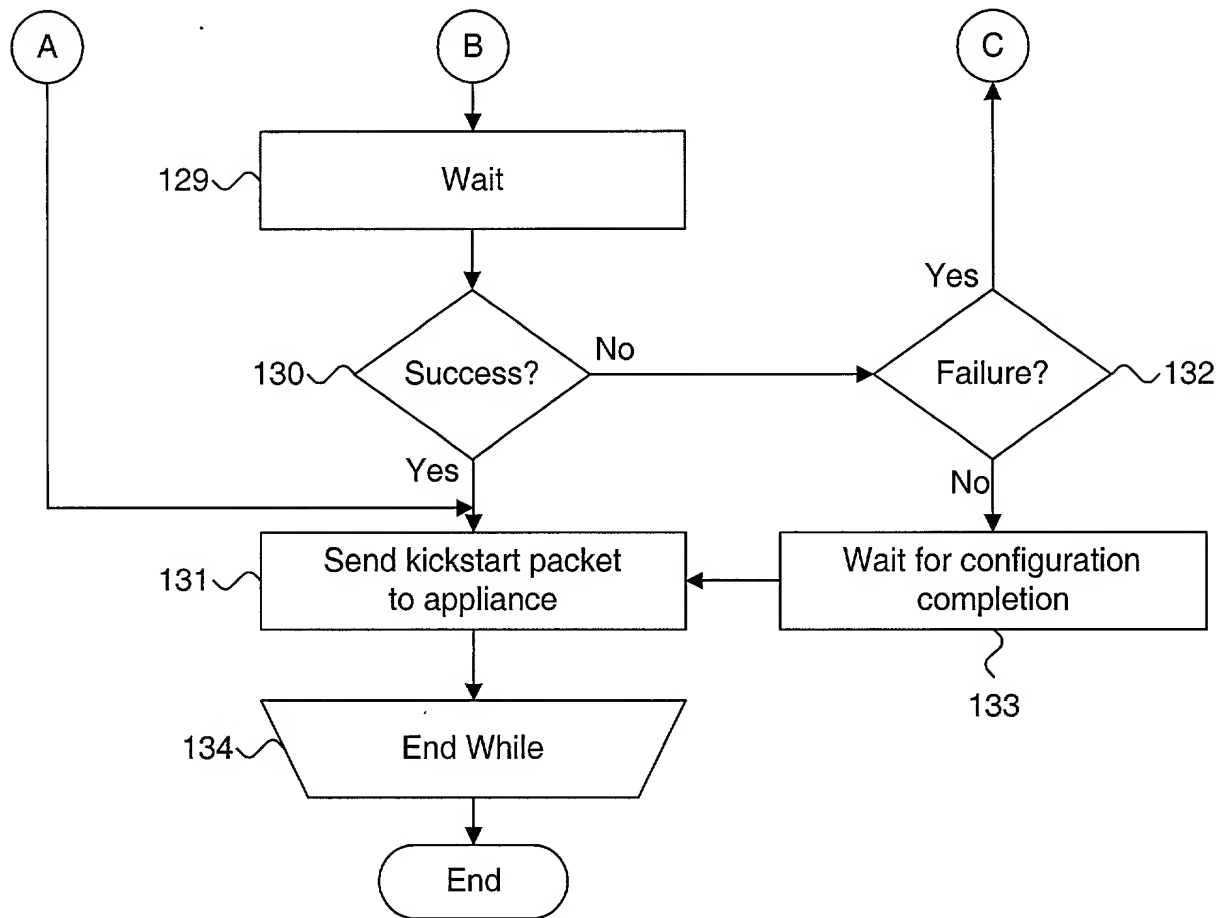 A
B
C
129
Wait
Yes
130
Success?
No
Failure?
132
Yes
No
131
Send kickstart packet
to appliance
Wait for configuration
completion
133
134
End While
End